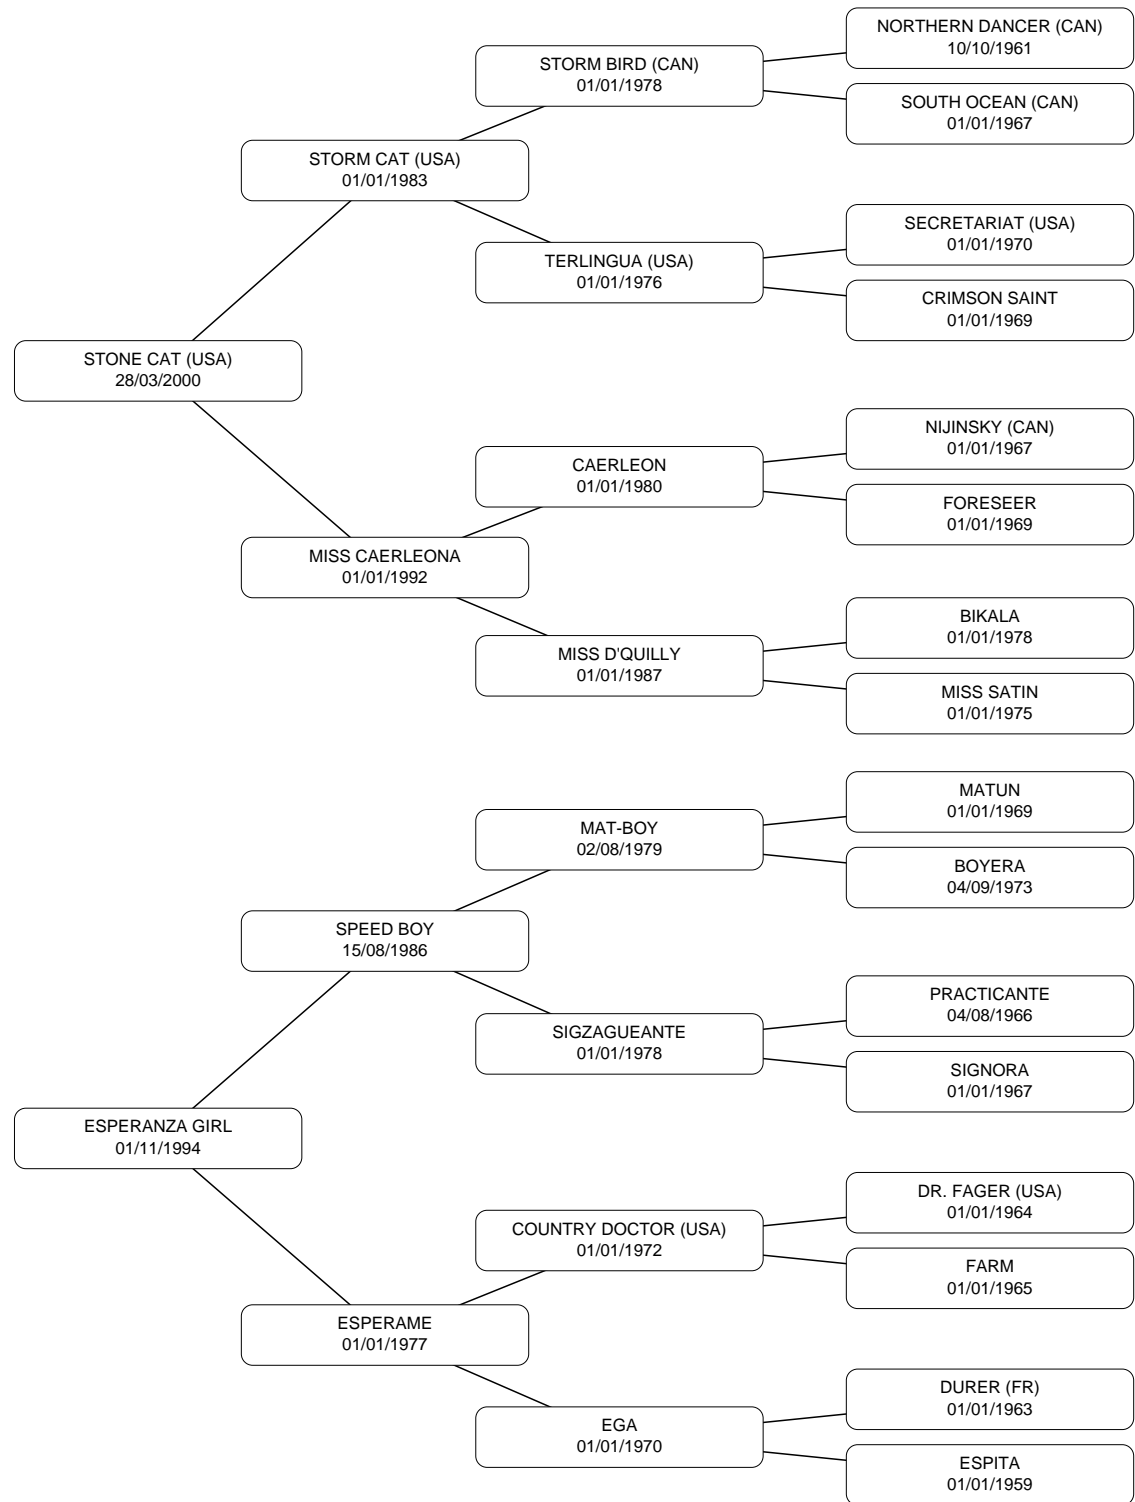 NORTHERN DANCER (CAN)
10/10/1961
STORM BIRD (CAN)
01/01/1978
SOUTH OCEAN (CAN)
01/01/1967
STORM CAT (USA)
01/01/1983
SECRETARIAT (USA)
01/01/1970
TERLINGUA (USA)
01/01/1976
CRIMSON SAINT
01/01/1969
STONE CAT (USA)
28/03/2000
NIJINSKY (CAN)
01/01/1967
CAERLEON
01/01/1980
FORESEER
01/01/1969
MISS CAERLEONA
01/01/1992
BIKALA
01/01/1978
MISS D'QUILLY
01/01/1987
MISS SATIN
01/01/1975
MATUN
01/01/1969
MAT-BOY
02/08/1979
BOYERA
04/09/1973
SPEED BOY
15/08/1986
PRACTICANTE
04/08/1966
SIGZAGUEANTE
01/01/1978
SIGNORA
01/01/1967
ESPERANZA GIRL
01/11/1994
DR. FAGER (USA)
01/01/1964
COUNTRY DOCTOR (USA)
01/01/1972
FARM
01/01/1965
ESPERAME
01/01/1977
DURER (FR)
01/01/1963
EGA
01/01/1970
ESPITA
01/01/1959